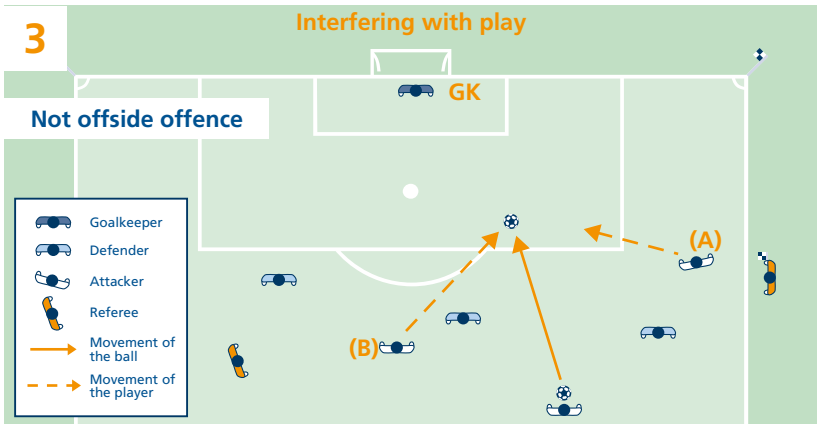 3
Interfering with play
GK
Not offside offence
(A)
(B)
Goalkeeper
Defender
Attacker
Referee
Movement of
the ball
Movement of
the player